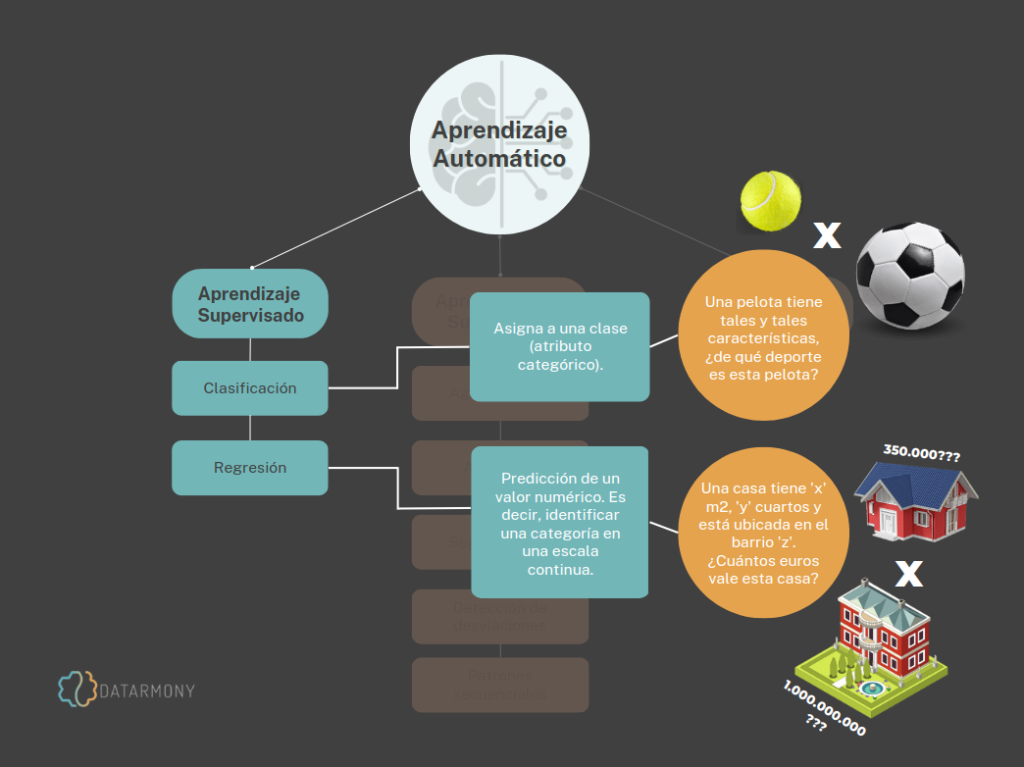 Aprendizaje
Automático
Aprendizaje
Supervisado
Clasificación
Regresión
Asigna a una clase
(atributo
categórico).
Predicción de un
valor numérico. Es
decir, identificar
una categoría en
una escala
continua.
X
Una pelota tiene
tales y tales
características,
¿de qué deporte
es esta pelota?
350.000???
Una casa tiene 'x'
m2, 'y' cuartos y
está ubicada en el
barrio 'z'.
¿Cuántos euros
vale esta casa?
X
1.000.000.000
???
DATARMONY